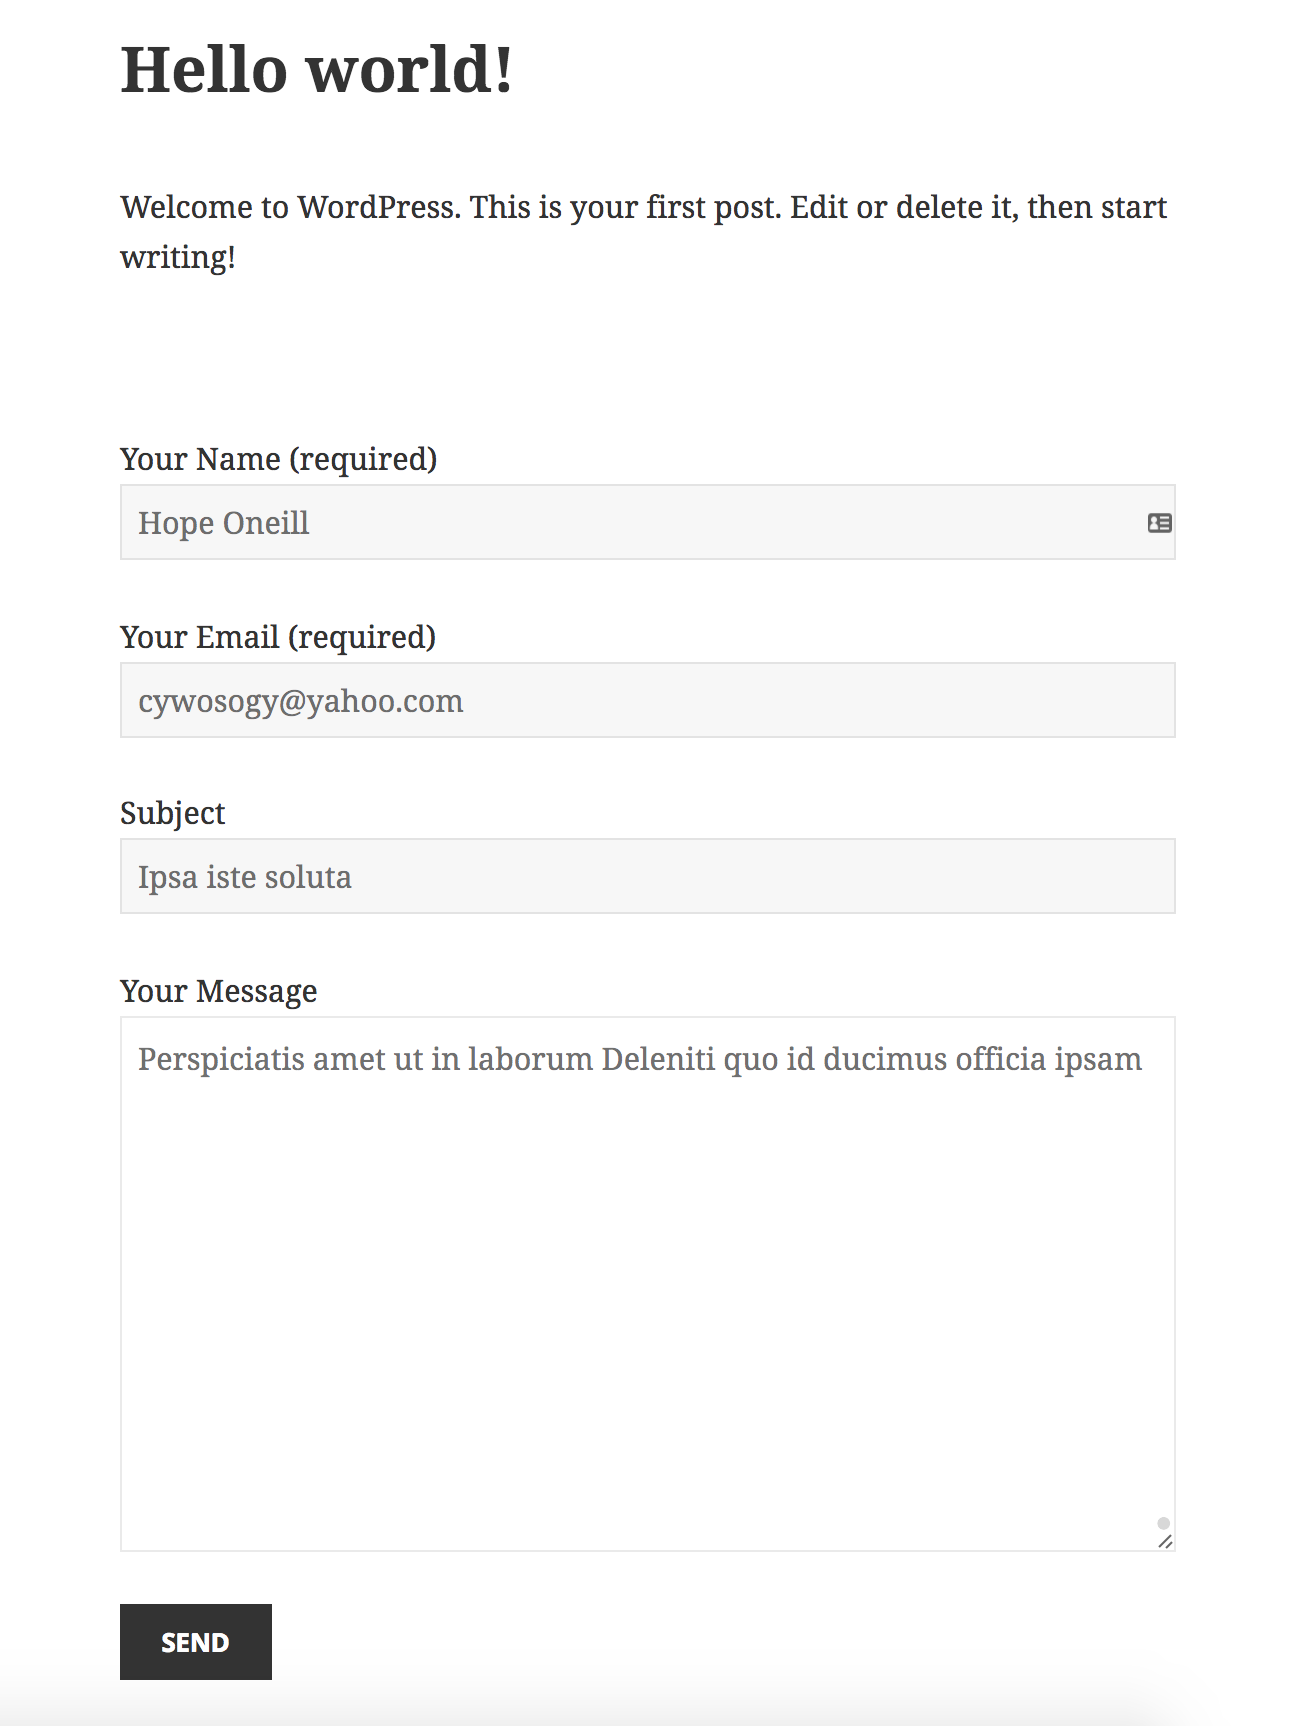 Hello world!
Welcome to WordPress. This is your first post. Edit or delete it, then start
writing!
Your Name (required)
Hope Oneill
Your Email (required)
cywosogy@yahoo.com
Subject
Ipsa iste soluta
Your Message
Perspiciatis amet ut in laborum Deleniti quo id ducimus officia ipsam
SEND